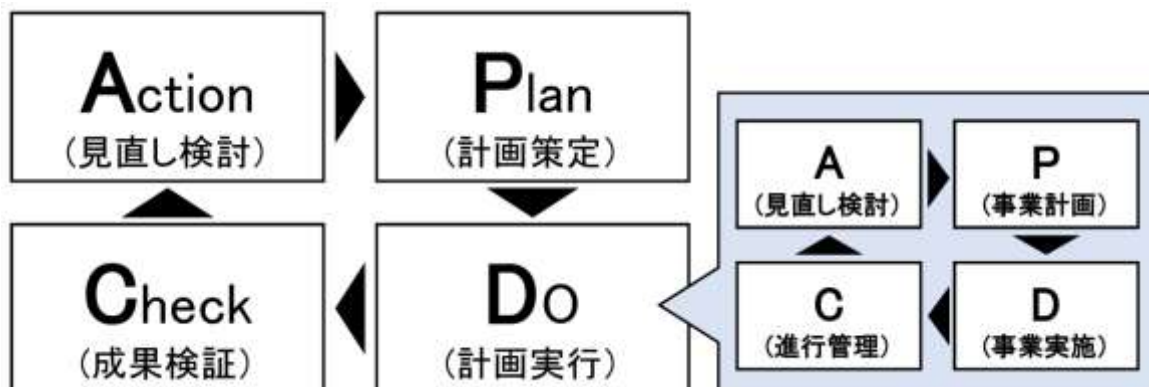 Action
(見直し検討)
Plan
(計画策定)
Check
(成果検証)
Do
(計画実行)
A
(見直し検討)
P
(事業計画)
C
(進行管理)
D
(事業実施)